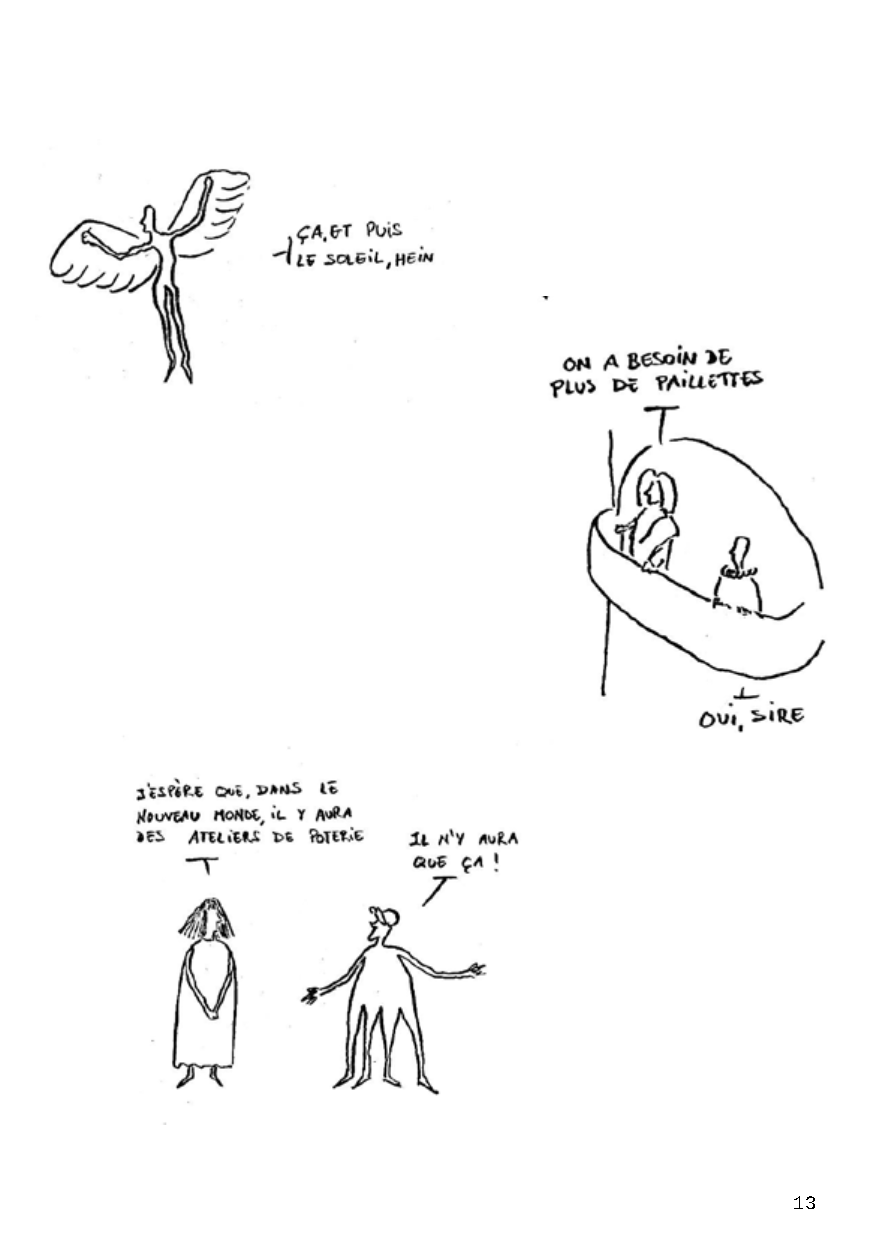 ÇA, ET PUIS
LE SOLEIL, HEIN
ON A BESOIN DE
PLUS DE PAILLETTES
OUI, SIRE
J'ESPÈRE QUE, DANS LE
NOUVEAU MONDE, IL Y AURA
DES ATELIERS DE POTERIE
IL N'Y AURA
QUE ÇA !
13